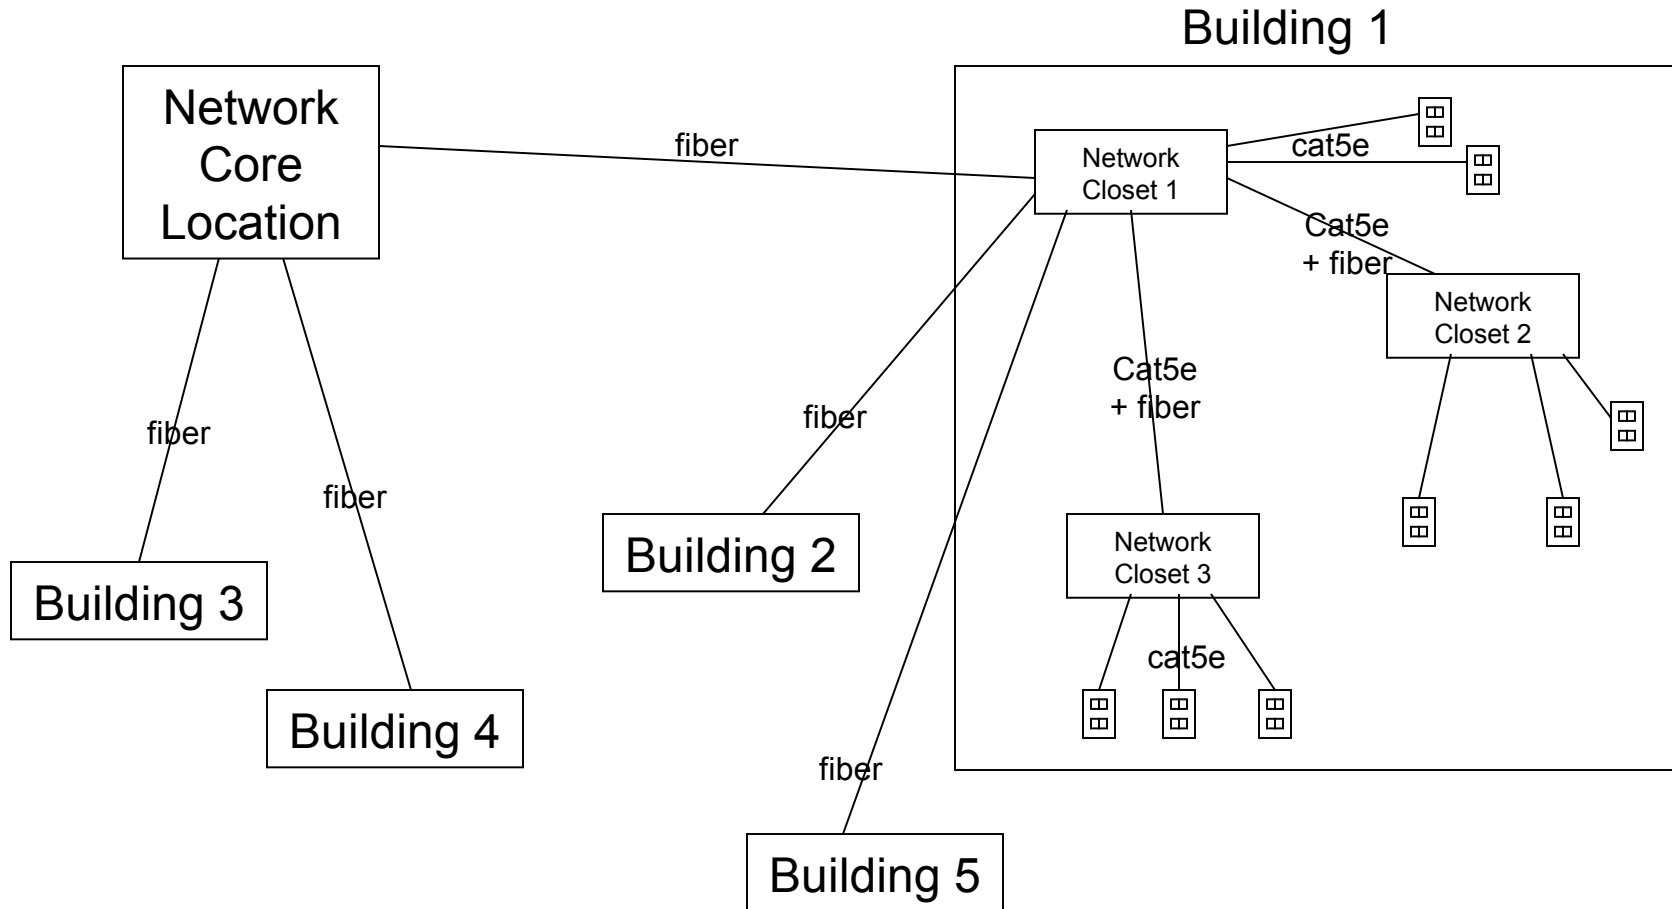 Building 1
Network
Core
Location
fiber
Network
Closet 1
cat5e
Cat5e
+ fiber
Network
Closet 2
Cat5e
+ fiber
fiber
fiber
fiber
Building 2
Network
Closet 3
Building 3
cat5e
Building 4
fiber
Building 5